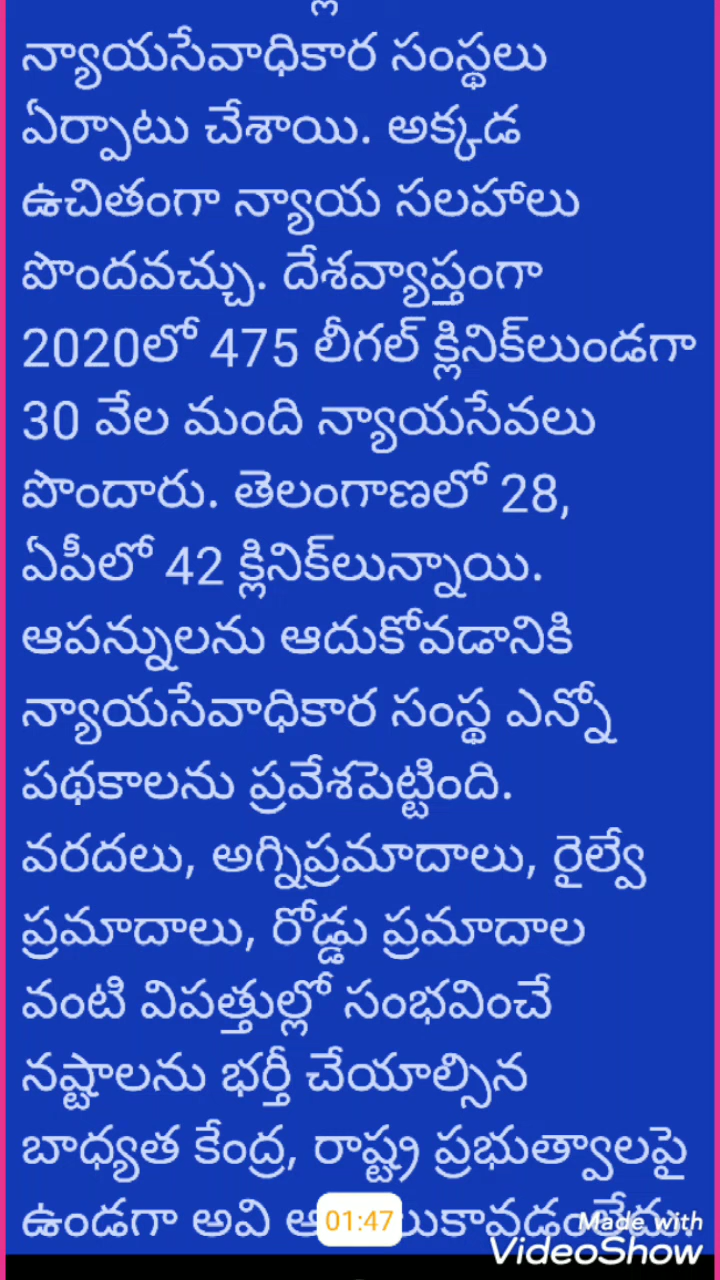 న్యాయసేవాధికార సంస్థలు
ఏర్పాటు చేశాయి. అక్కడ
ఉచితంగా న్యాయ సలహాలు
పొందవచ్చు. దేశవ్యాప్తంగా
2020లో 475 లీగల్ క్లినిక్‌లుండగా
30 వేల మంది న్యాయసేవలు
పొందారు. తెలంగాణలో 28,
ఏపీలో 42 క్లినిక్‌లున్నాయి.
ఆపన్నులను ఆదుకోవడానికి
న్యాయసేవాధికార సంస్థ ఎన్నో
పథకాలను ప్రవేశపెట్టింది.
వరదలు, అగ్నిప్రమాదాలు, రైల్వే
ప్రమాదాలు, రోడ్డు ప్రమాదాల
వంటి విపత్తుల్లో సంభవించే
నష్టాలను భర్తీ చేయాల్సిన
బాధ్యత కేంద్ర, రాష్ట్ర ప్రభుత్వాలపై
ఉండగా అవి
01:47
Made with
VideoShow